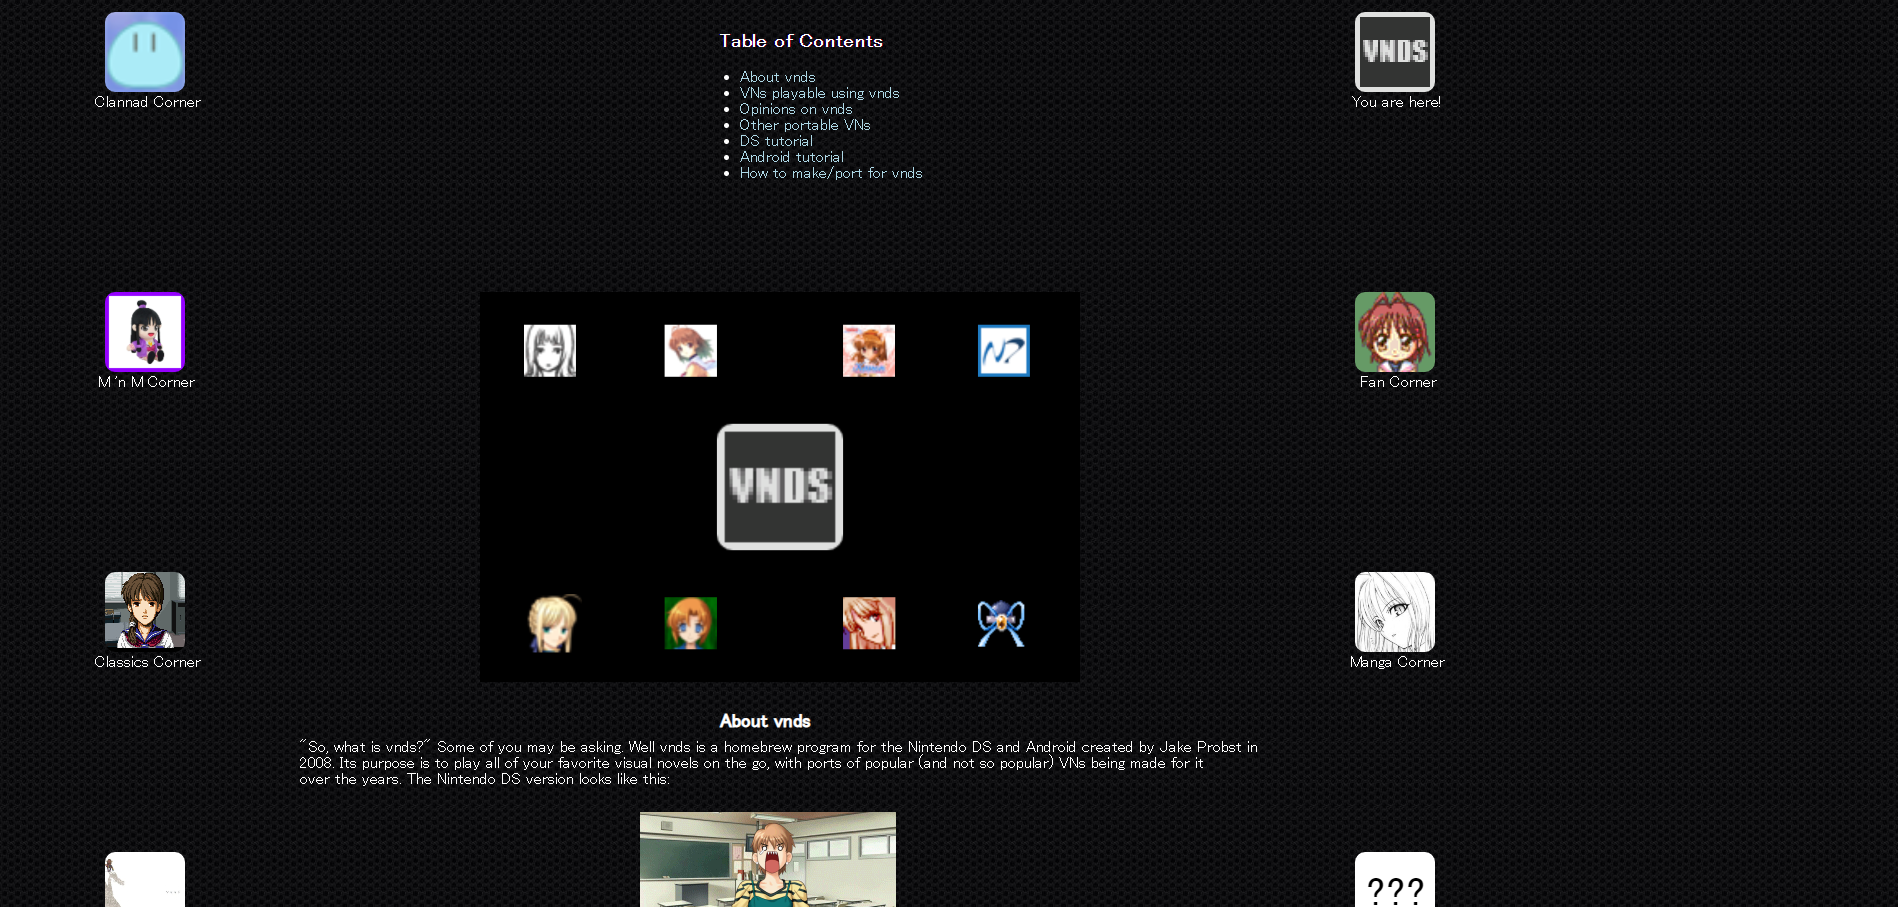 Clannad Corner
Table of Contents
About vnds
VNs playable using vnds
Opinions on vnds
Other portable VNs
DS tutorial
Android tutorial
How to make/port for vnds
VNDS
You are here!
M 'n M Corner
Fan Corner
VNDS
Classics Corner
Manga Corner
About vnds
"So, what is vnds?" Some of you may be asking. Well vnds is a homebrew program for the Nintendo DS and Android created by Jake Probst in
2008. Its purpose is to play all of your favorite visual novels on the go, with ports of popular (and not so popular) VNs being made for it
over the years. The Nintendo DS version looks like this:
???